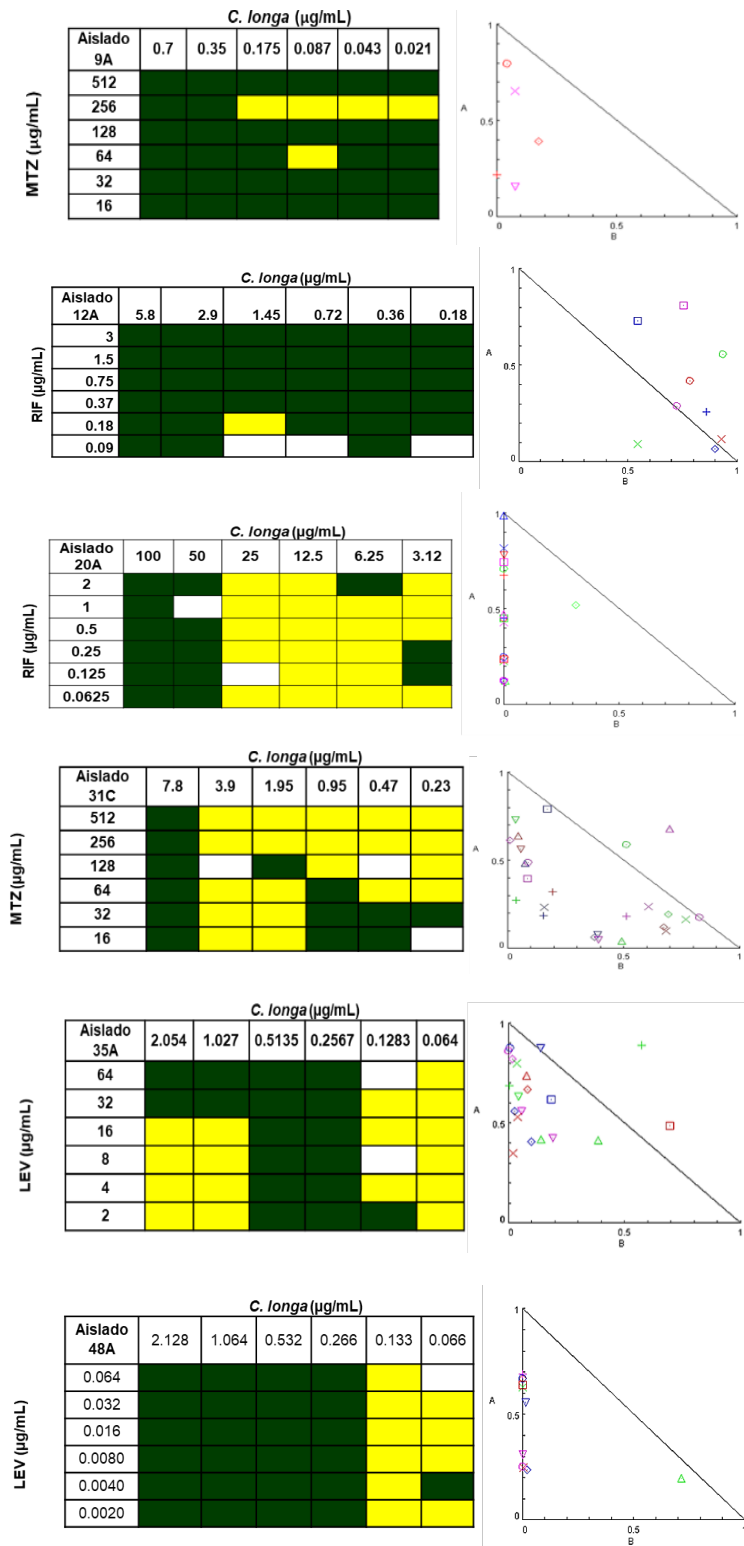 C. longa (µg/mL)
Aislado 9A 0.7 0.35 0.175 0.087 0.043 0.021
MTZ (µg/mL)
512
256
128
64
32
16
1
A
0.5
0
0 0.5 1
B
C. longa (µg/mL)
Aislado 12A 5.8 2.9 1.45 0.72 0.36 0.18
RIF (µg/mL)
3
1.5
0.75
0.37
0.18
0.09
1
A
0.5
0
0 0.5 1
B
C. longa (µg/mL)
Aislado 20A 100 50 25 12.5 6.25 3.12
RIF (µg/mL)
2
1
0.5
0.25
0.125
0.0625
1
A
0.5
0
0 0.5 1
B
C. longa (µg/mL)
Aislado 31C 7.8 3.9 1.95 0.95 0.47 0.23
MTZ (µg/mL)
512
256
128
64
32
16
1
A
0.5
0
0 0.5 1
B
C. longa (µg/mL)
Aislado 35A 2.054 1.027 0.5135 0.2567 0.1283 0.064
LEV (µg/mL)
64
32
16
8
4
2
1
A
0.5
0
0 0.5 1
B
C. longa (µg/mL)
Aislado 48A 2.128 1.064 0.532 0.266 0.133 0.066
LEV (µg/mL)
0.064
0.032
0.016
0.0080
0.0040
0.0020
1
A
0.5
0
0 0.5 1
B